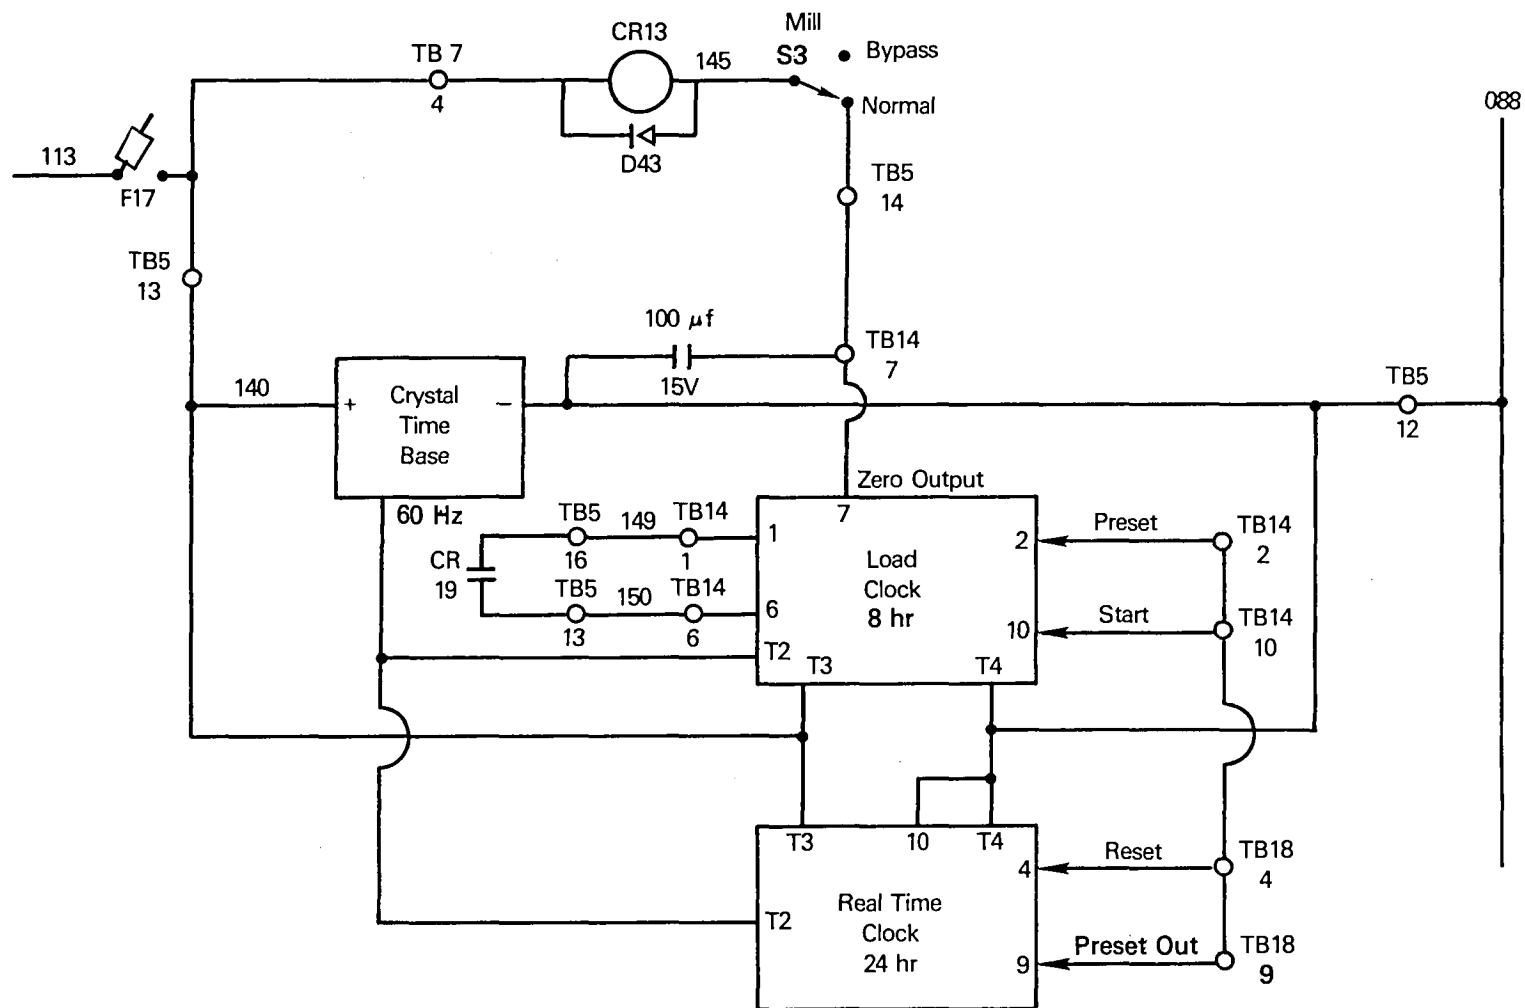 Mill
CR13
S3
Bypass
TB 7
145
4
Normal
088
113
D43
F17
TB5
14
TB5
13
100 μf
TB14
7
15V
TB5
12
140
+
Crystal
Time
Base
−
Zero Output
60 Hz
7
TB5
149
TB14
1
2
Preset
TB14
2
16
1
CR
19
Load
Clock
8 hr
TB5
150
TB14
6
10
Start
TB14
10
13
6
T2
T3
T4
T3
10
T4
4
Reset
TB18
4
Real Time
Clock
24 hr
T2
9
Preset Out
TB18
9